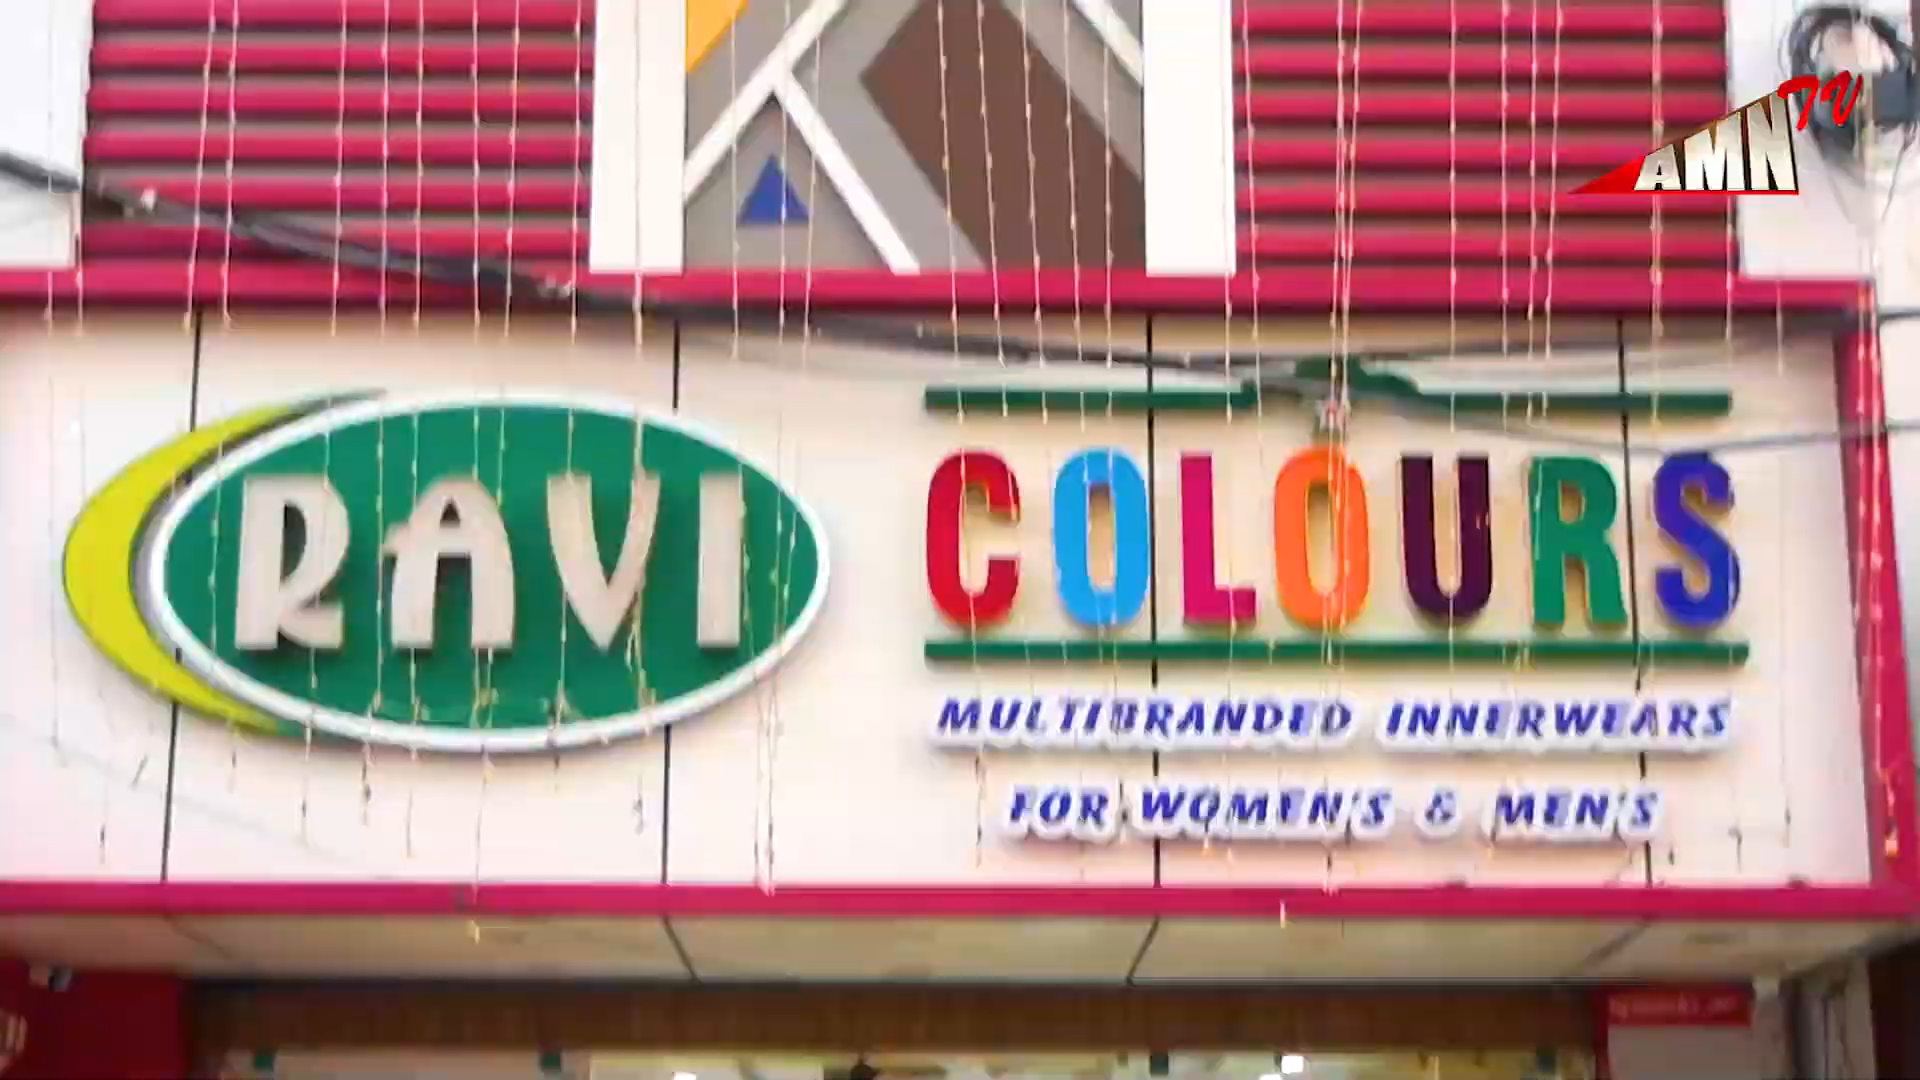 AMN TV
RAVI
COLOURS
MULTIBRANDED INNERWEARS
FOR WOMEN'S & MEN'S